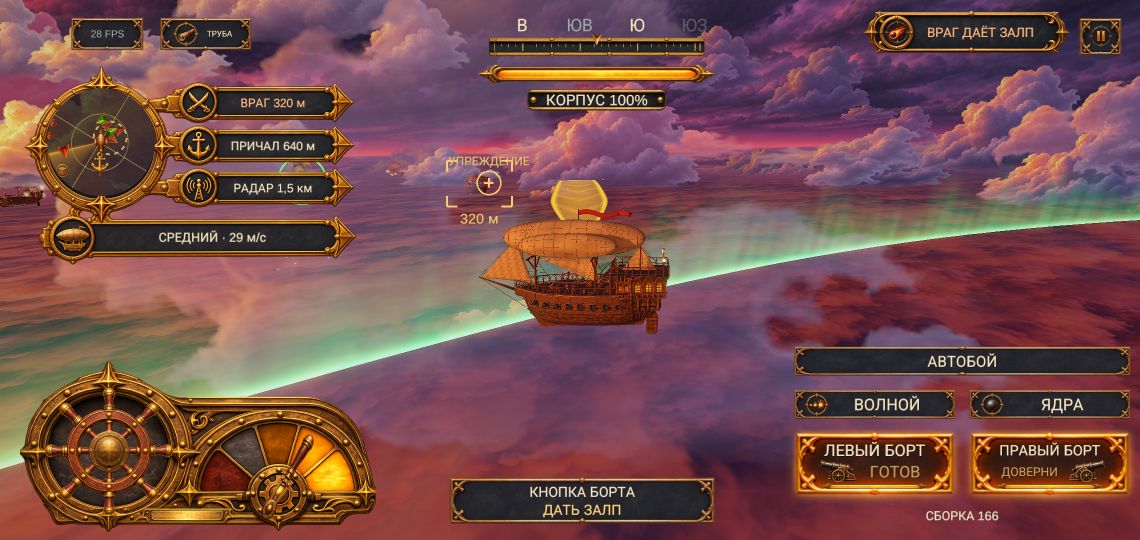 28 FPS
ТРУБА
В ЮВ Ю ЮЗ
ВРАГ ДАЁТ ЗАЛП
КОРПУС 100%
ВРАГ 320 м
ПРИЧАЛ 640 м
РАДАР 1,5 км
СРЕДНИЙ · 29 м/с
УПРЕЖДЕНИЕ
320 м
АВТОБОЙ
ВОЛНОЙ
ЯДРА
ЛЕВЫЙ БОРТ
ГОТОВ
ПРАВЫЙ БОРТ
ДОВЕРНИ
КНОПКА БОРТА
ДАТЬ ЗАЛП
СБОРКА 166